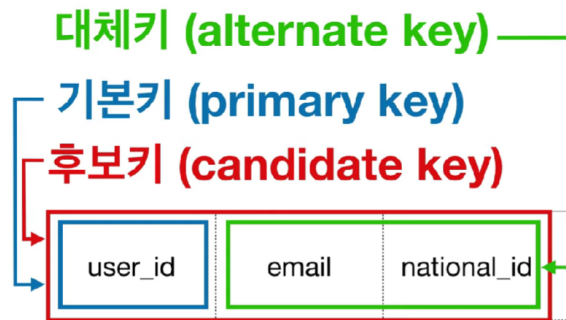 대체키 (alternate key)
기본키 (primary key)
후보키 (candidate key)
user_id email national_id